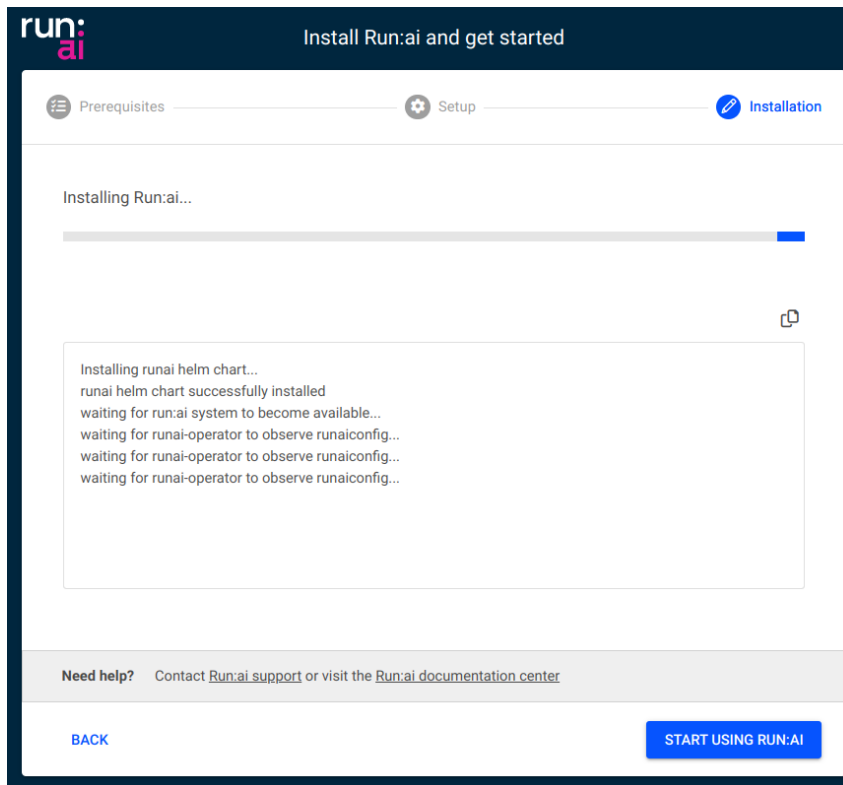 run:
ai
Install Run:ai and get started
Prerequisites
Setup
Installation
Installing Run:ai...
Installing runai helm chart...
runai helm chart successfully installed
waiting for run:ai system to become available...
waiting for runai-operator to observe runaiconfig...
waiting for runai-operator to observe runaiconfig...
waiting for runai-operator to observe runaiconfig...
Need help? Contact Run:ai support or visit the Run:ai documentation center
BACK
START USING RUN:AI